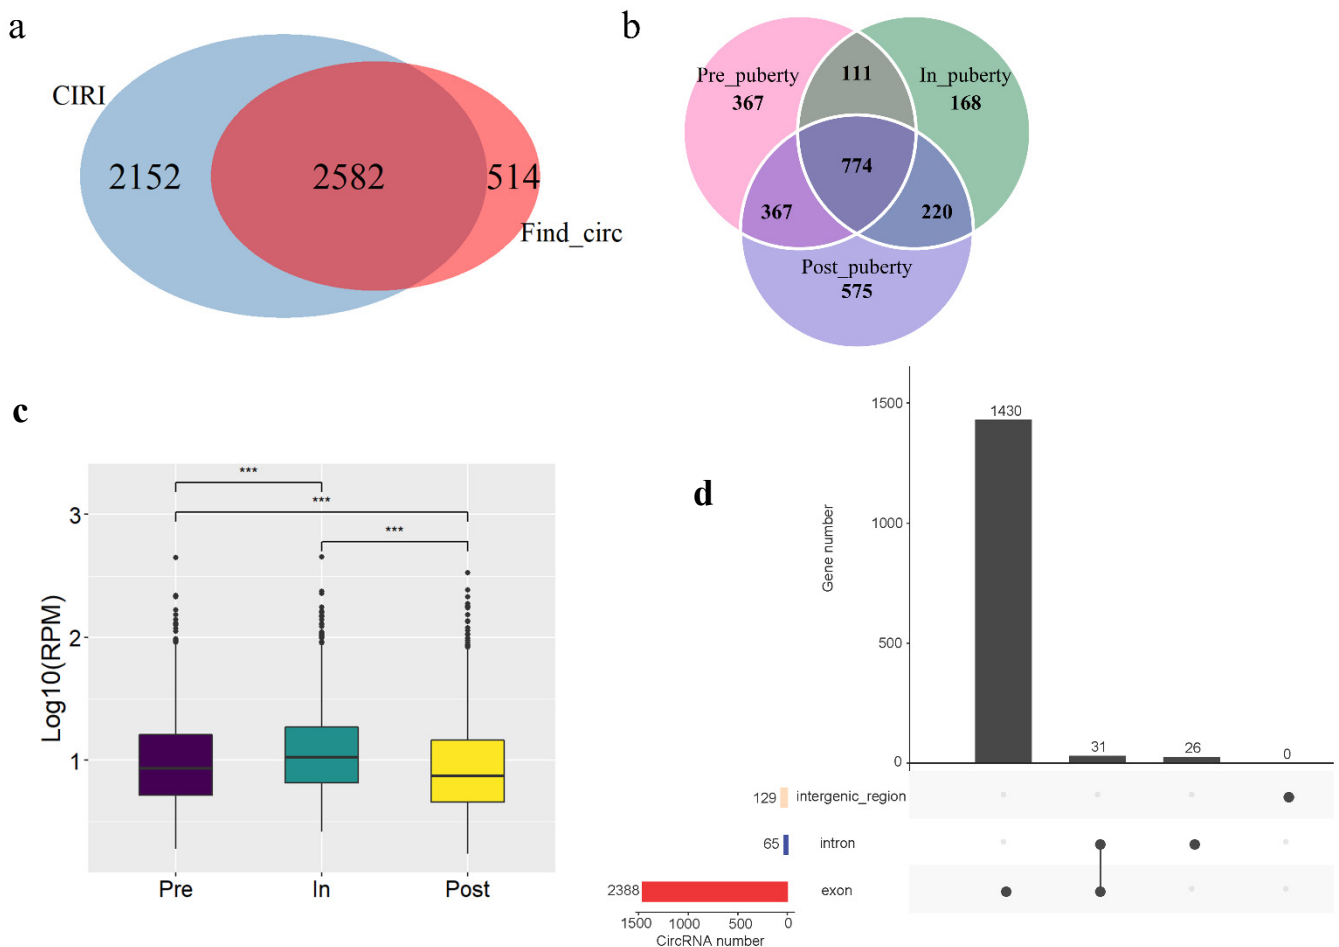 a
CIRI
2152
2582
514
Find_circ
b
Pre_puberty
367
111
In_puberty
168
774
367
220
Post_puberty
575
c
***
***
***
3
2
1
Log10(RPM)
Pre
In
Post
d
Gene number
1500
1000
500
0
1430
31
26
0
129
intergenic_region
65
intron
2388
exon
1500
1000
500
0
CircRNA number